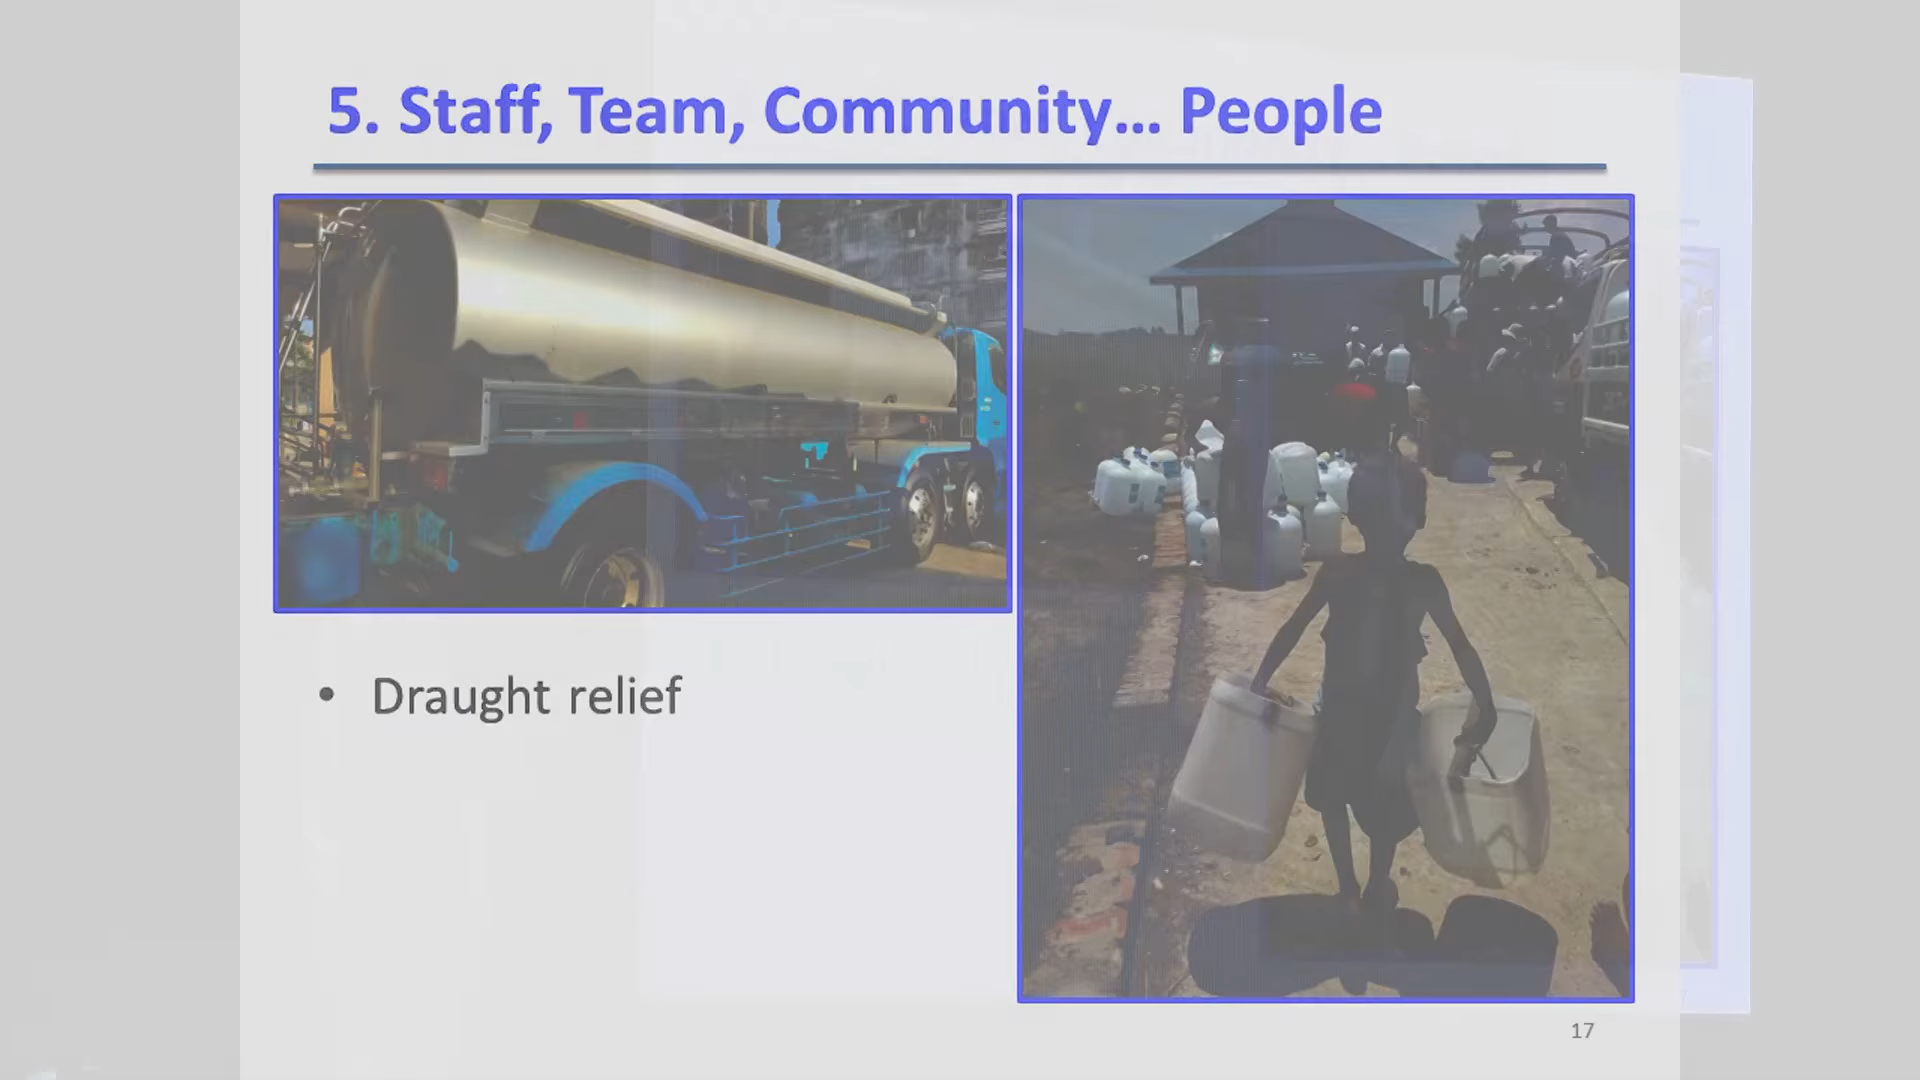 5. Staff, Team, Community... People
• Draught relief
17